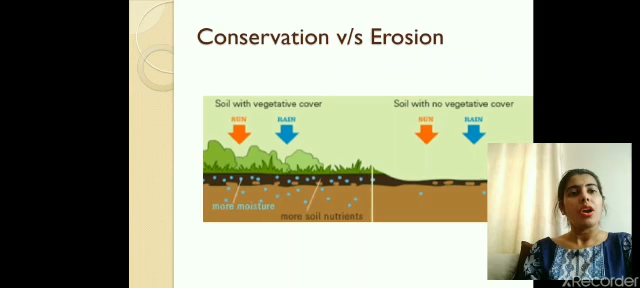 Conservation v/s Erosion
Soil with vegetative cover
Soil with no vegetative cover
SUN
RAIN
SUN
RAIN
more moisture
more soil nutrients
XRecorder